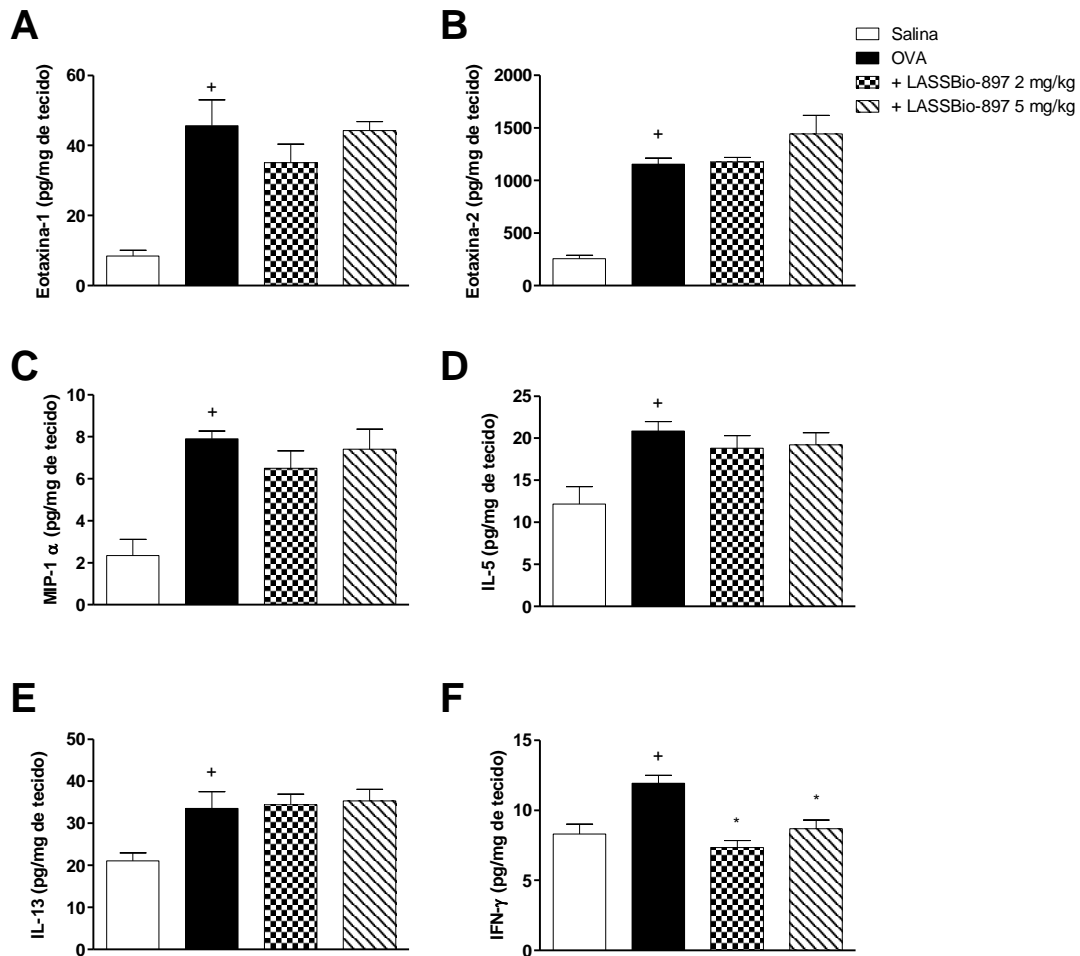 A
Eotaxina-1 (pg/mg de tecido)
60
40
20
0
+
B
Eotaxina-2 (pg/mg de tecido)
2000
1500
1000
500
0
+
Salina
OVA
+ LASSBio-897 2 mg/kg
+ LASSBio-897 5 mg/kg
C
MIP-1 α (pg/mg de tecido)
10
8
6
4
2
0
+
D
IL-5 (pg/mg de tecido)
25
20
15
10
5
0
+
E
IL-13 (pg/mg de tecido)
50
40
30
20
10
0
+
F
IFN-γ (pg/mg de tecido)
15
10
5
0
+
*
*